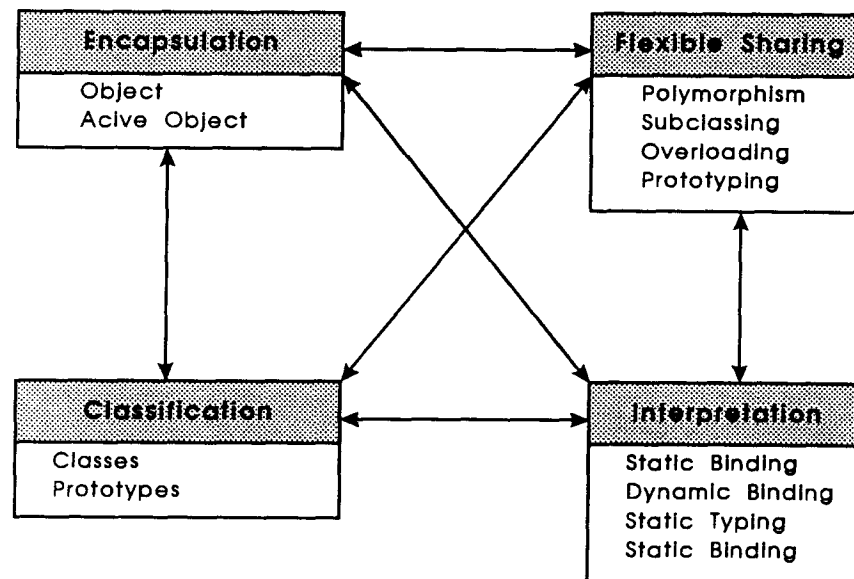 Encapsulation
Object
Acive Object
Flexible Sharing
Polymorphism
Subclassing
Overloading
Prototyping
Classification
Classes
Prototypes
Interpretation
Static Binding
Dynamic Binding
Static Typing
Static Binding